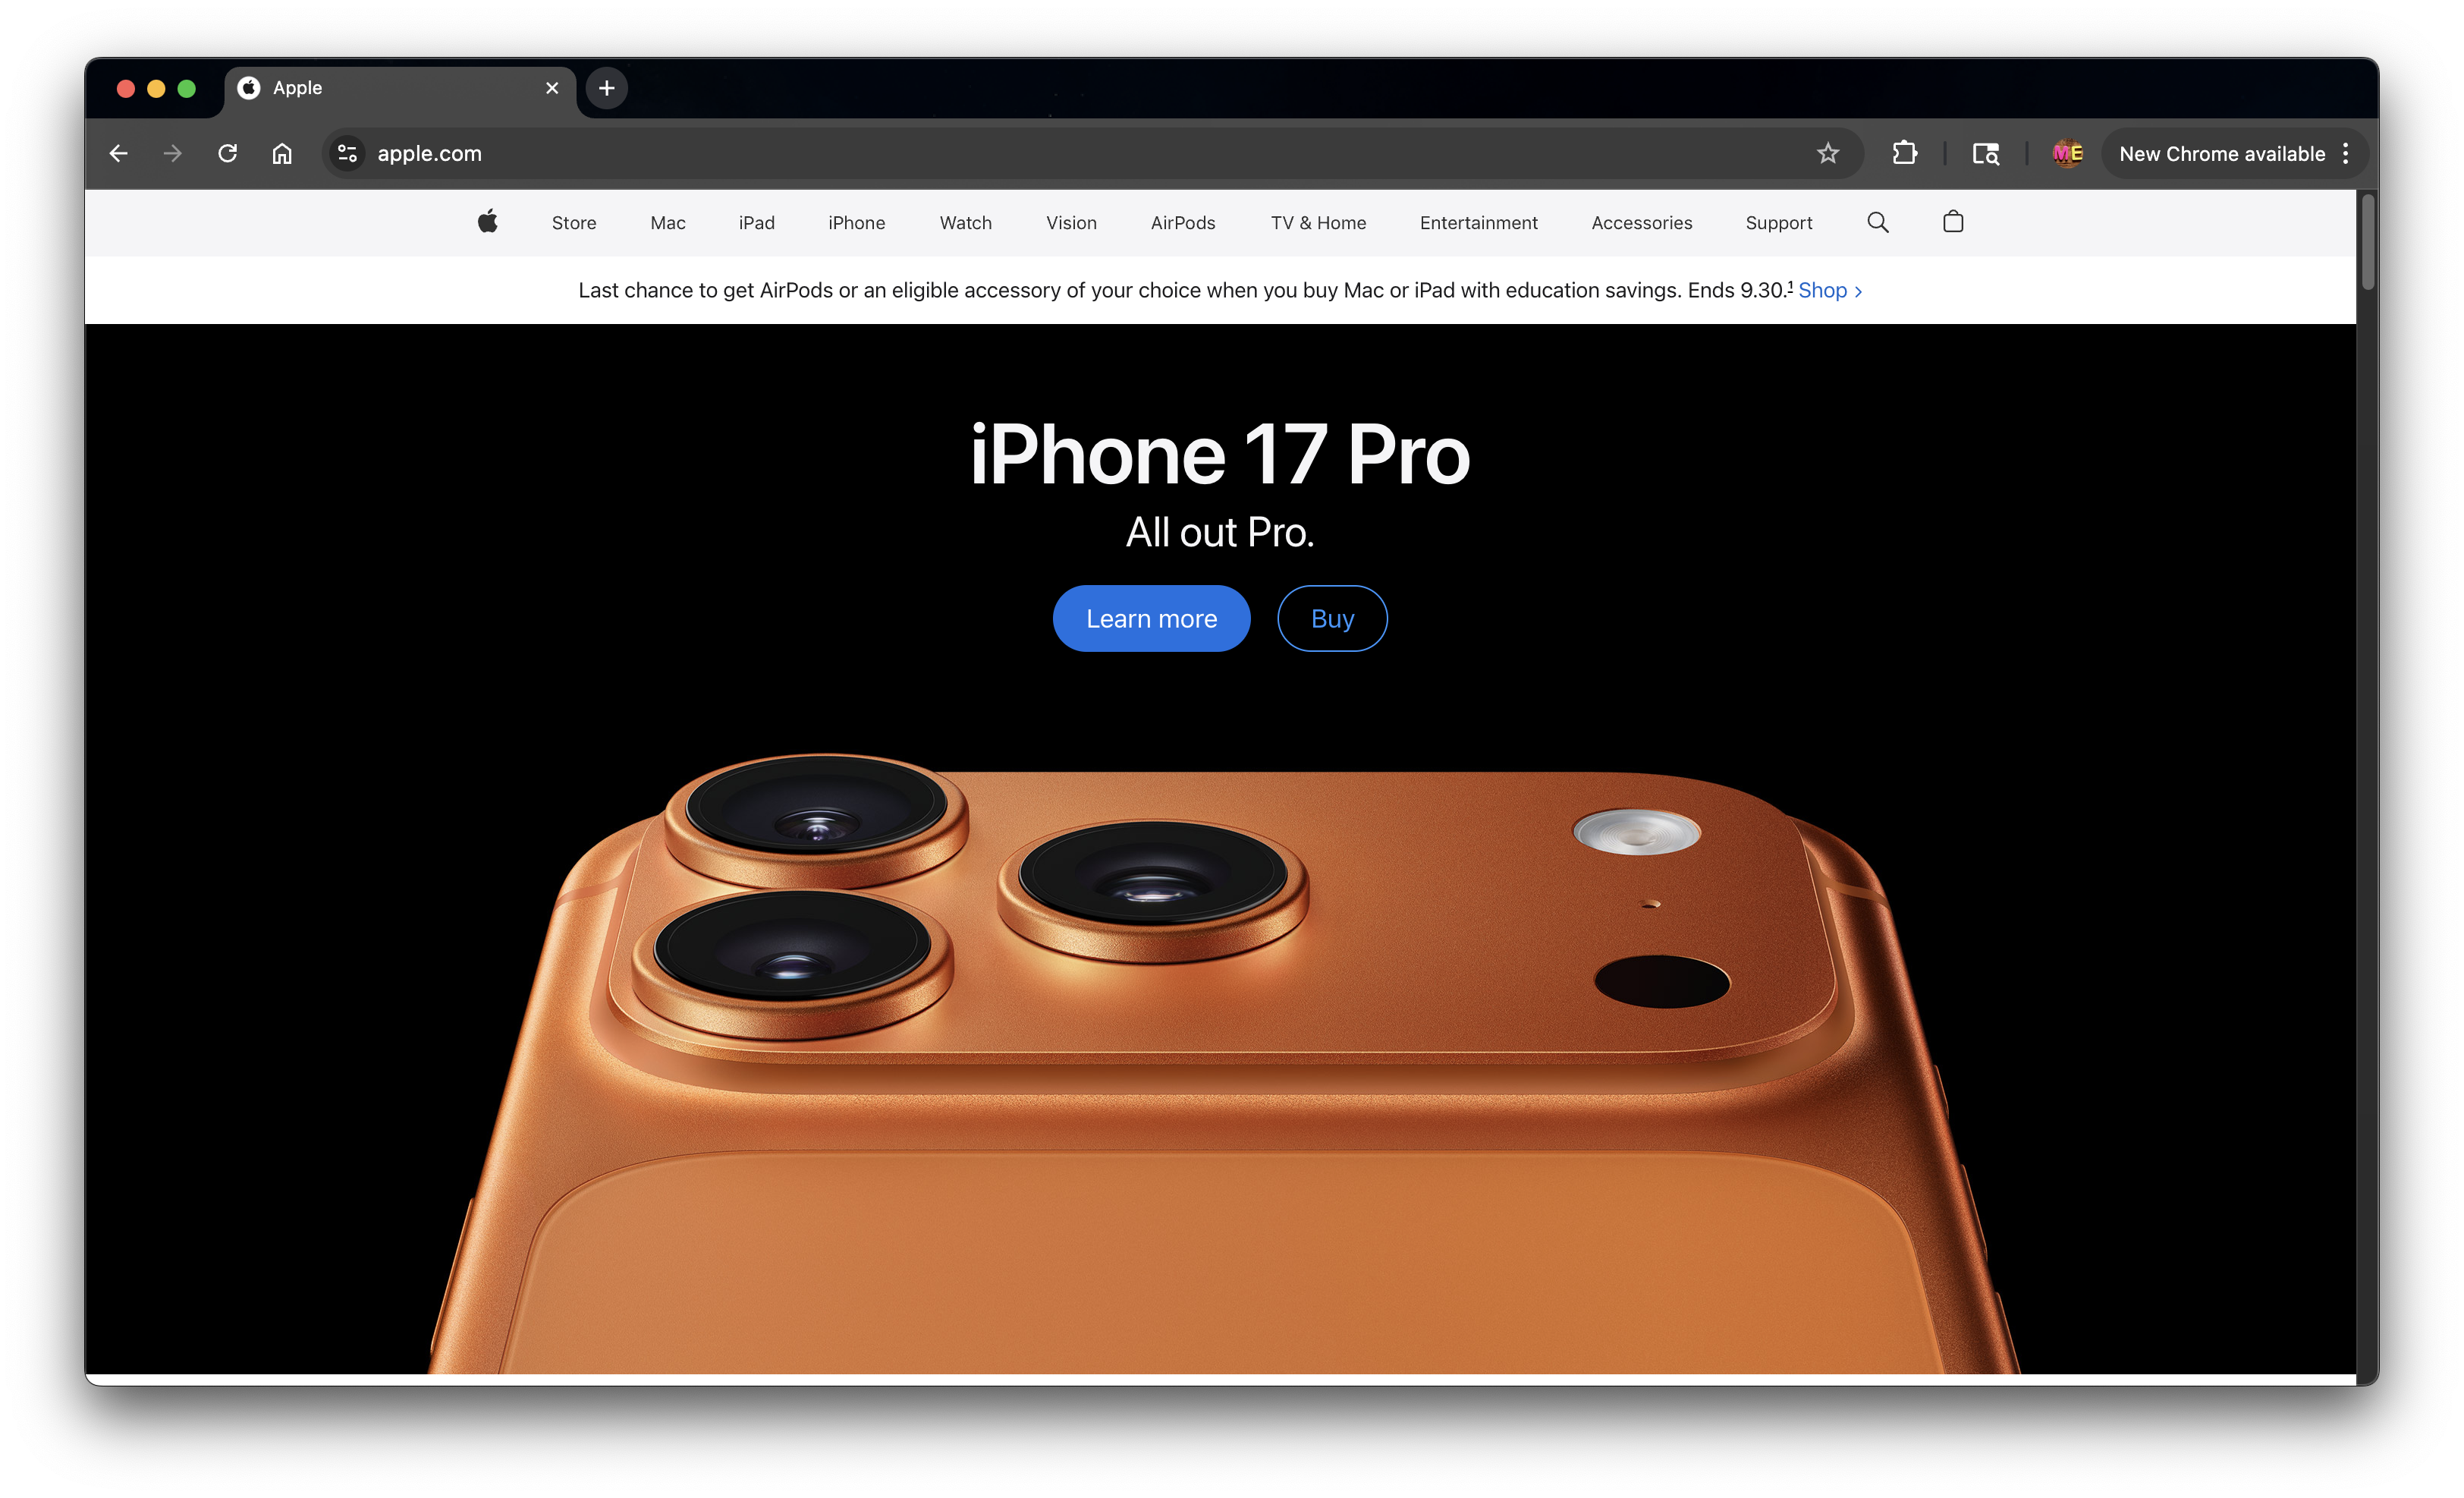 Apple
apple.com
ME
New Chrome available
Store Mac iPad iPhone Watch Vision AirPods TV & Home Entertainment Accessories Support
Last chance to get AirPods or an eligible accessory of your choice when you buy Mac or iPad with education savings. Ends 9.30.¹ Shop >
iPhone 17 Pro
All out Pro.
Learn more Buy